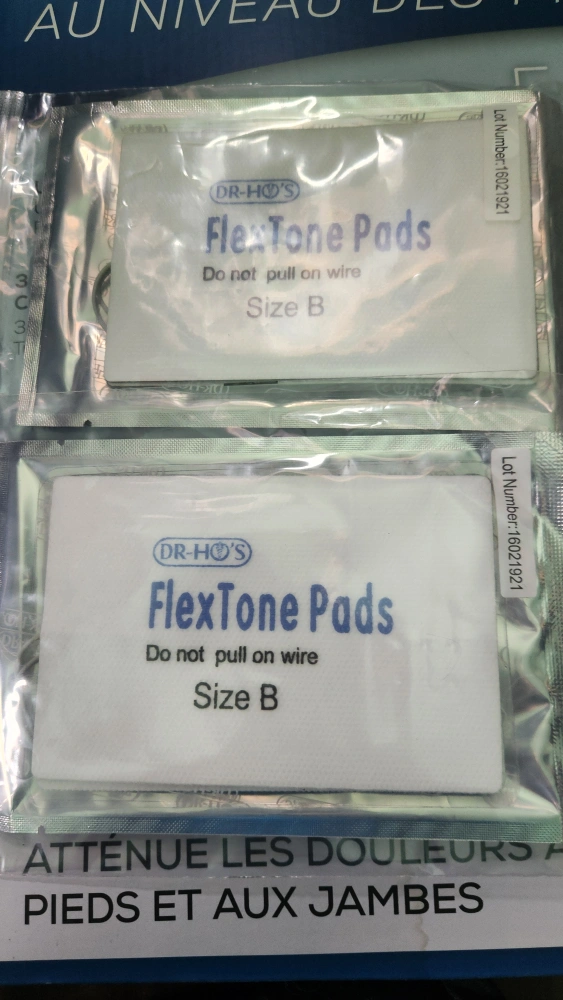 AU NIVEAU DES
Lot Number:16021921
DR-HO'S
FlexTone Pads
Do not pull on wire
Size B
Lot Number:16021921
DR-HO'S
FlexTone Pads
Do not pull on wire
Size B
ATTÉNUE LES DOULEURS A
PIEDS ET AUX JAMBES